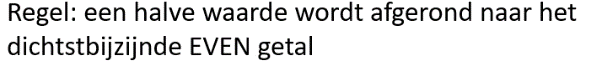 Regel: een halve waarde wordt afgerond naar het
dichtstbijzijnde EVEN getal